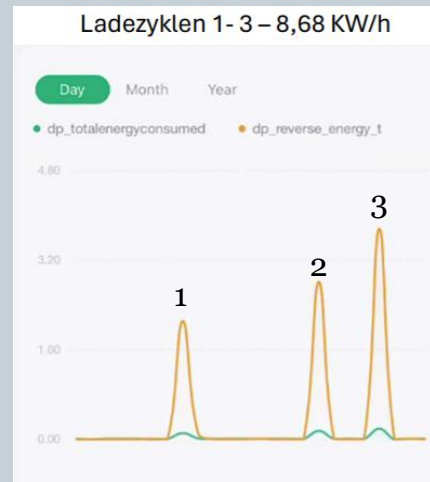 Ladezyklen 1- 3 – 8,68 KW/h
Day Month Year
dp_totalenergyconsumed dp_reverse_energy_t
4.80
3
3.20
2
1
1.60
0.00